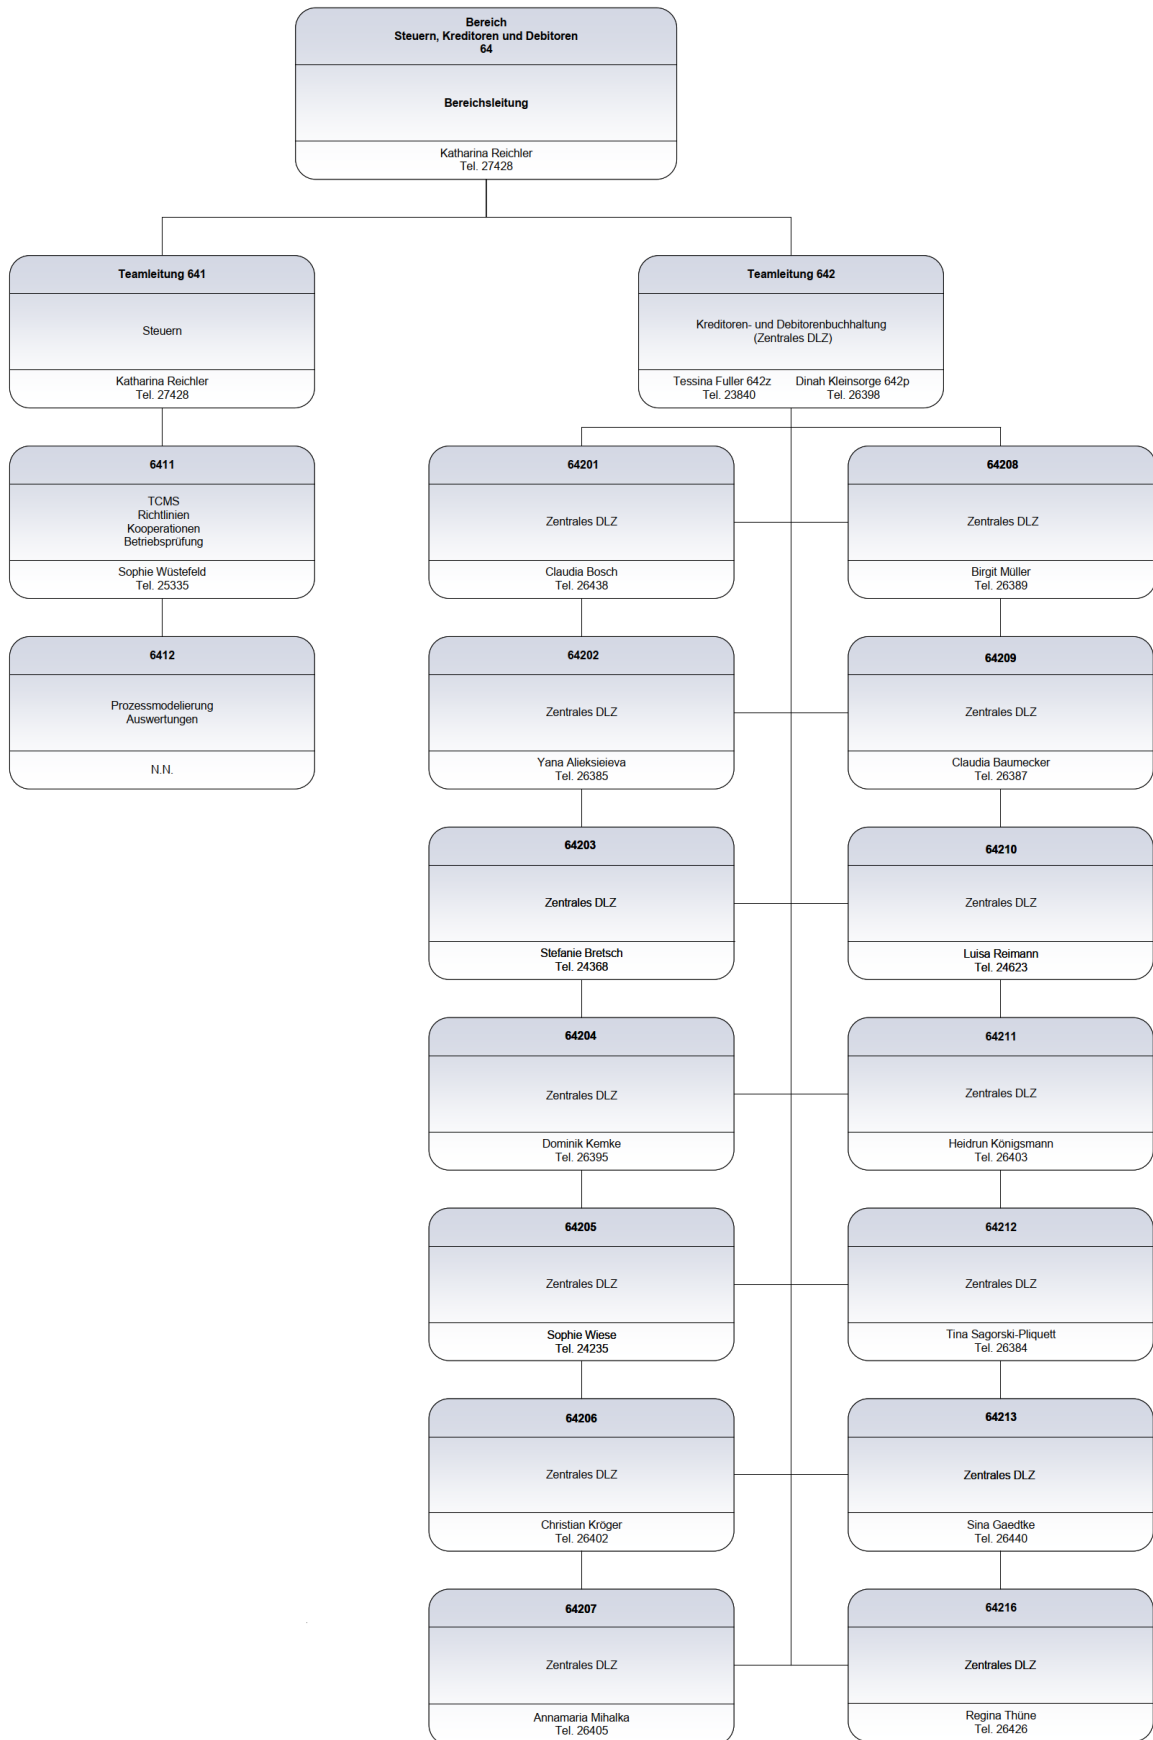 Bereich
Steuern, Kreditoren und Debitoren
64
Bereichsleitung
Katharina Reichler
Tel. 27428
Teamleitung 641
Steuern
Katharina Reichler
Tel. 27428
6411
TCMS
Richtlinien
Kooperationen
Betriebsprüfung
Sophie Wüstefeld
Tel. 25335
6412
Prozessmodelierung
Auswertungen
N.N.
Teamleitung 642
Kreditoren- und Debitorenbuchhaltung
(Zentrales DLZ)
Tessina Fuller 642z
Tel. 23840
Dinah Kleinsorge 642p
Tel. 26398
64201
Zentrales DLZ
Claudia Bosch
Tel. 26438
64202
Zentrales DLZ
Yana Alieksieieva
Tel. 26385
64203
Zentrales DLZ
Stefanie Bretsch
Tel. 24368
64204
Zentrales DLZ
Dominik Kemke
Tel. 26395
64205
Zentrales DLZ
Sophie Wiese
Tel. 24235
64206
Zentrales DLZ
Christian Kröger
Tel. 26402
64207
Zentrales DLZ
Annamaria Mihalka
Tel. 26405
64208
Zentrales DLZ
Birgit Müller
Tel. 26389
64209
Zentrales DLZ
Claudia Baumecker
Tel. 26387
64210
Zentrales DLZ
Luisa Reimann
Tel. 24623
64211
Zentrales DLZ
Heidrun Königsmann
Tel. 26403
64212
Zentrales DLZ
Tina Sagorski-Pliquett
Tel. 26384
64213
Zentrales DLZ
Sina Gaedtke
Tel. 26440
64216
Zentrales DLZ
Regina Thüne
Tel. 26426